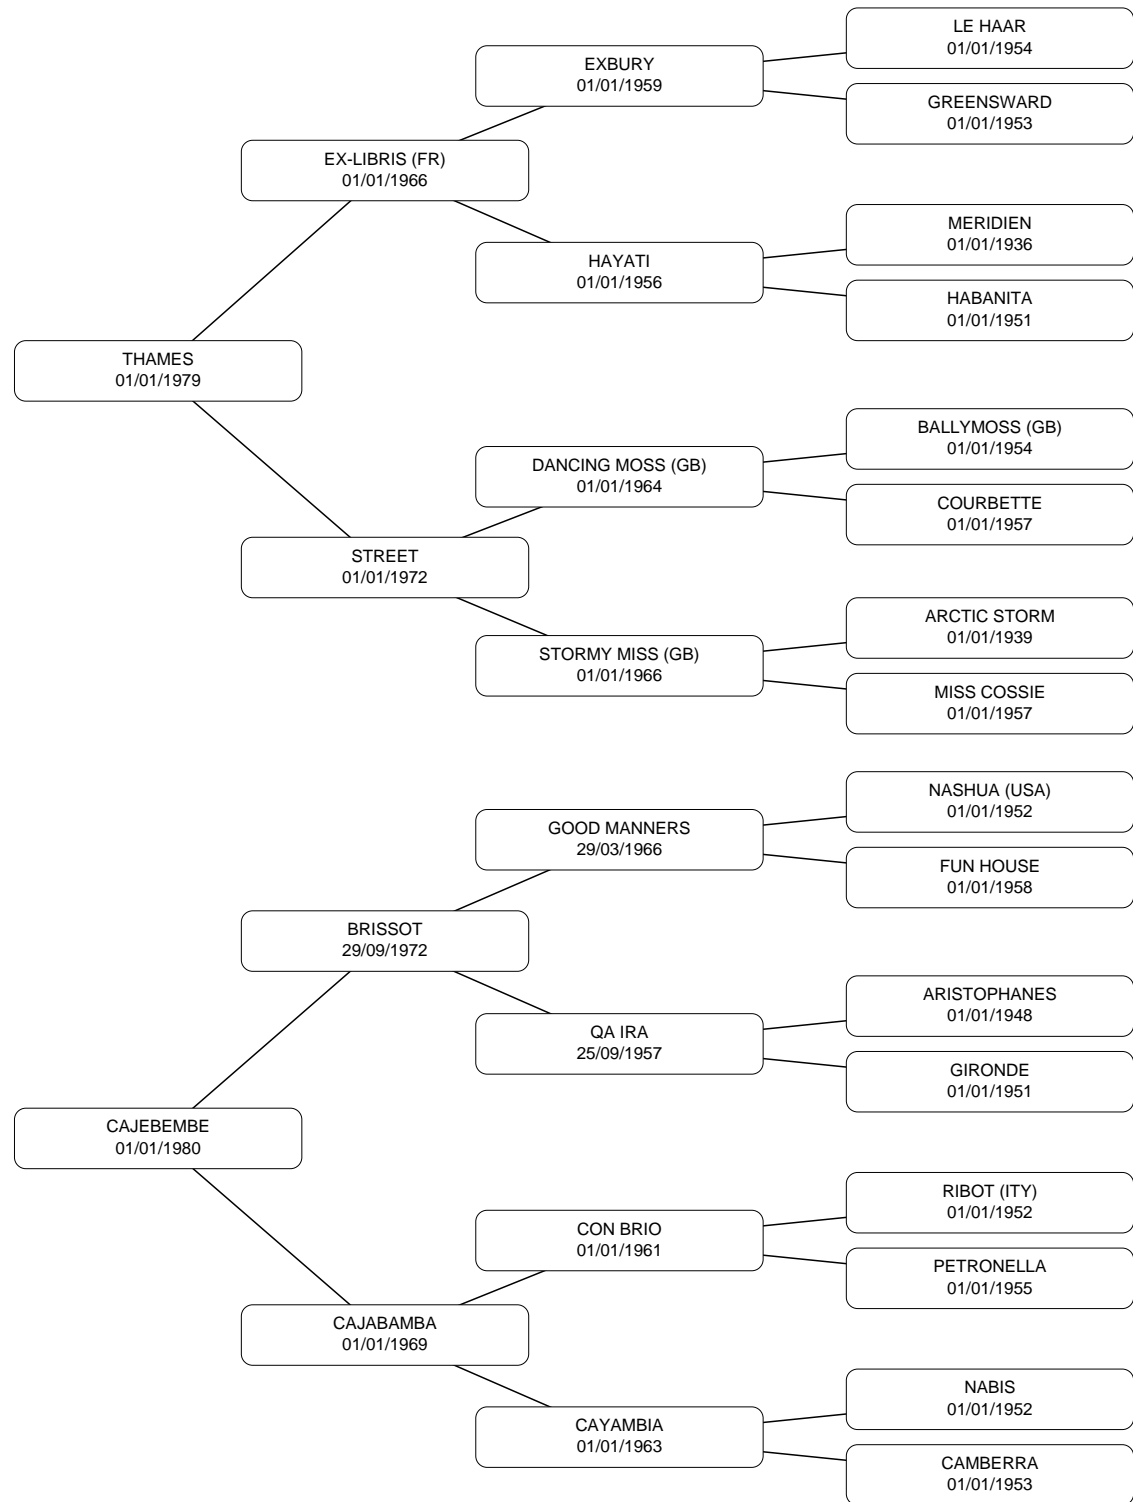 LE HAAR
01/01/1954
EXBURY
01/01/1959
GREENSWARD
01/01/1953
EX-LIBRIS (FR)
01/01/1966
MERIDIEN
01/01/1936
HAYATI
01/01/1956
HABANITA
01/01/1951
THAMES
01/01/1979
BALLYMOSS (GB)
01/01/1954
DANCING MOSS (GB)
01/01/1964
COURBETTE
01/01/1957
STREET
01/01/1972
ARCTIC STORM
01/01/1939
STORMY MISS (GB)
01/01/1966
MISS COSSIE
01/01/1957
NASHUA (USA)
01/01/1952
GOOD MANNERS
29/03/1966
FUN HOUSE
01/01/1958
BRISSOT
29/09/1972
ARISTOPHANES
01/01/1948
QA IRA
25/09/1957
GIRONDE
01/01/1951
CAJEBEMBE
01/01/1980
RIBOT (ITY)
01/01/1952
CON BRIO
01/01/1961
PETRONELLA
01/01/1955
CAJABAMBA
01/01/1969
NABIS
01/01/1952
CAYAMBIA
01/01/1963
CAMBERRA
01/01/1953